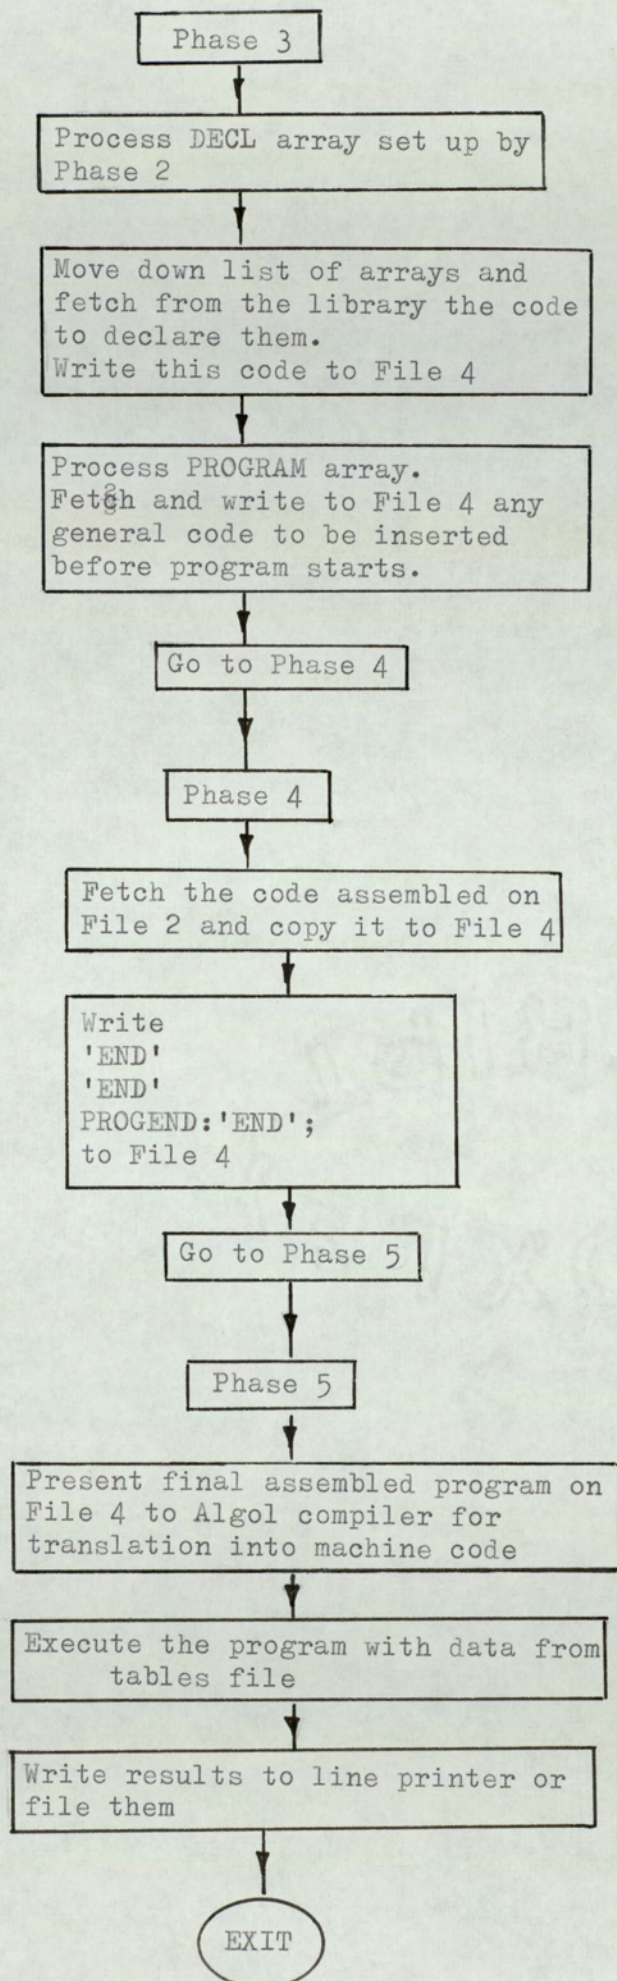 Phase 3
Process DECL array set up by
Phase 2
Move down list of arrays and
fetch from the library the code
to declare them.
Write this code to File 4
Process PROGRAM array.
Fetch and write to File 4 any
general code to be inserted
before program starts.
Go to Phase 4
Phase 4
Fetch the code assembled on
File 2 and copy it to File 4
Write
'END'
'END'
PROGEND:'END';
to File 4
Go to Phase 5
Phase 5
Present final assembled program on
File 4 to Algol compiler for
translation into machine code
Execute the program with data from
tables file
Write results to line printer or
file them
EXIT